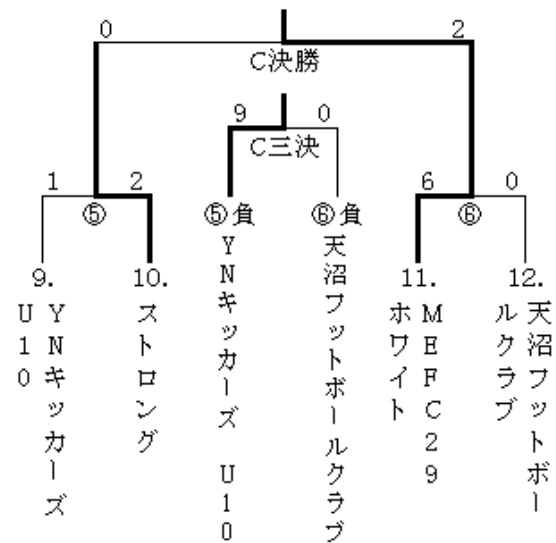 0 2
C決勝
9 0
C三決
1 2 6 0
⑤ ⑤負 ⑥負 ⑥
9. 10. 11. 12.
YNキッカーズ
U10
ストロング
YNキッカーズ U10
天沼フットボールクラブ
MEFC29
ホワイト
天沼フットボー
ルクラブ